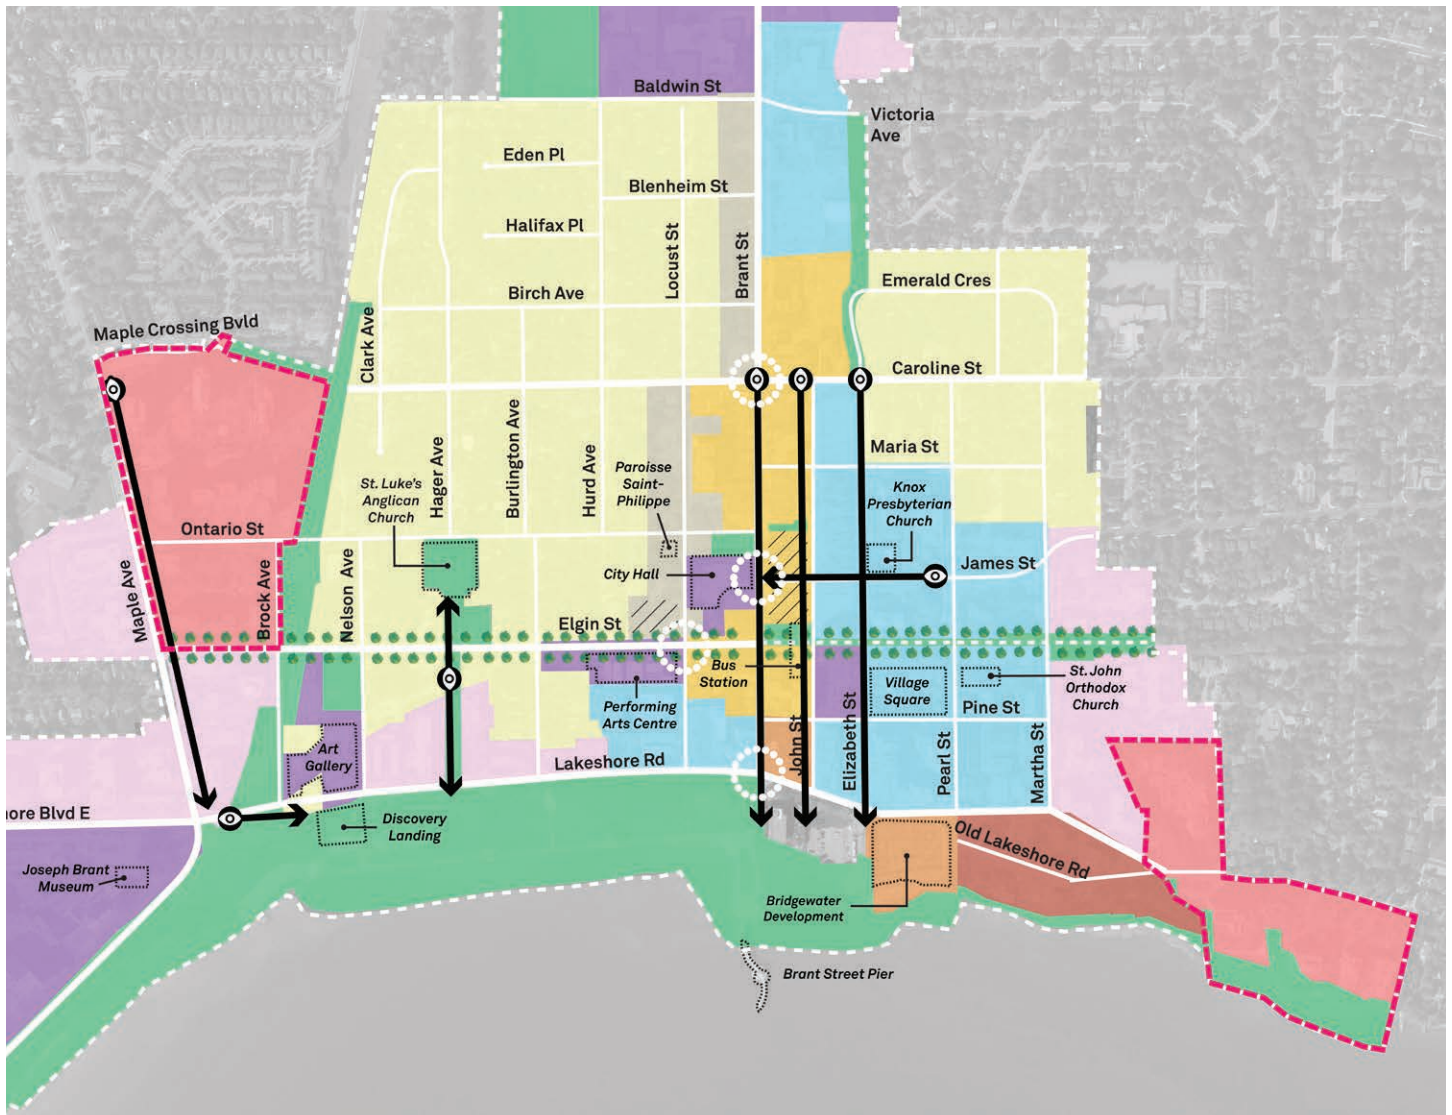 Baldwin St
Victoria
Ave
Eden Pl
Blenheim St
Halifax Pl
Locust St
Brant St
Emerald Cres
Birch Ave
Maple Crossing Bvld
Clark Ave
Caroline St
Maria St
Hager Ave
Burlington Ave
Hurd Ave
St. Luke's
Anglican
Church
Paroisse
Saint-
Philippe
Knox
Presbyterian
Church
Ontario St
City Hall
James St
Maple Ave
Brock Ave
Nelson Ave
Elgin St
Bus
Station
Village
Square
St. John
Orthodox
Church
Performing
Arts Centre
Pine St
Art
Gallery
Lakeshore Rd
John St
Elizabeth St
Pearl St
Martha St
hore Blvd E
Discovery
Landing
Old Lakeshore Rd
Joseph Brant
Museum
Bridgewater
Development
Brant Street Pier